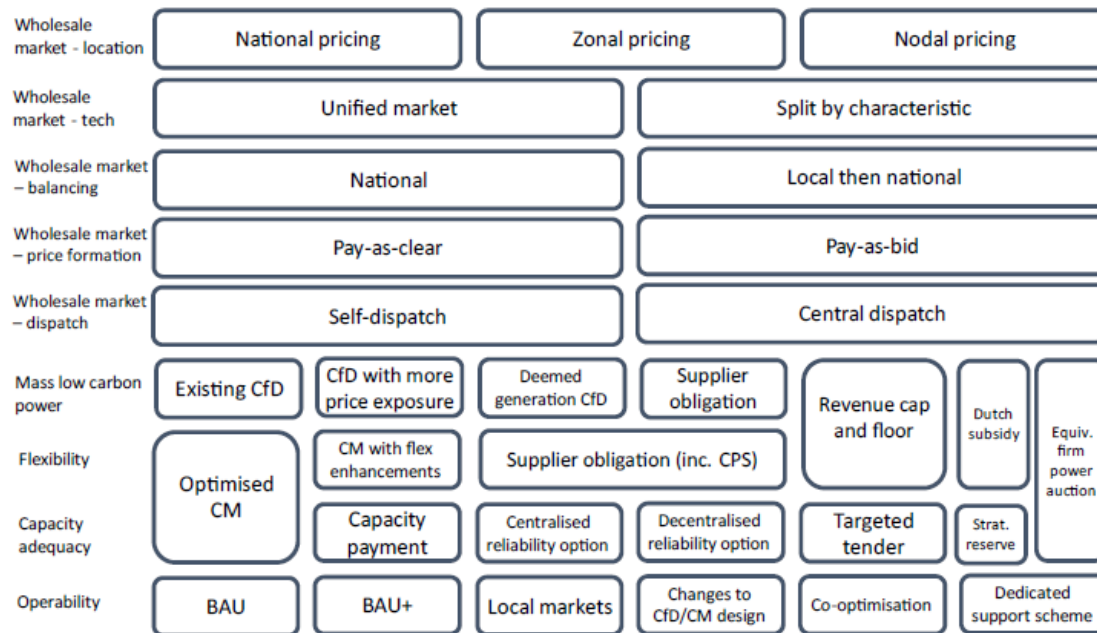 Wholesale
market - location
National pricing
Zonal pricing
Nodal pricing
Wholesale
market - tech
Unified market
Split by characteristic
Wholesale market
– balancing
National
Local then national
Wholesale market
– price formation
Pay-as-clear
Pay-as-bid
Wholesale market
– dispatch
Self-dispatch
Central dispatch
Mass low carbon
power
Existing CfD
CfD with more
price exposure
Deemed
generation CfD
Supplier
obligation
Revenue cap
and floor
Dutch
subsidy
Equiv.
firm
power
auction
Flexibility
Optimised
CM
CM with flex
enhancements
Supplier obligation (inc. CPS)
Capacity
adequacy
Capacity
payment
Centralised
reliability option
Decentralised
reliability option
Targeted
tender
Strat.
reserve
Operability
BAU
BAU+
Local markets
Changes to
CfD/CM design
Co-optimisation
Dedicated
support scheme